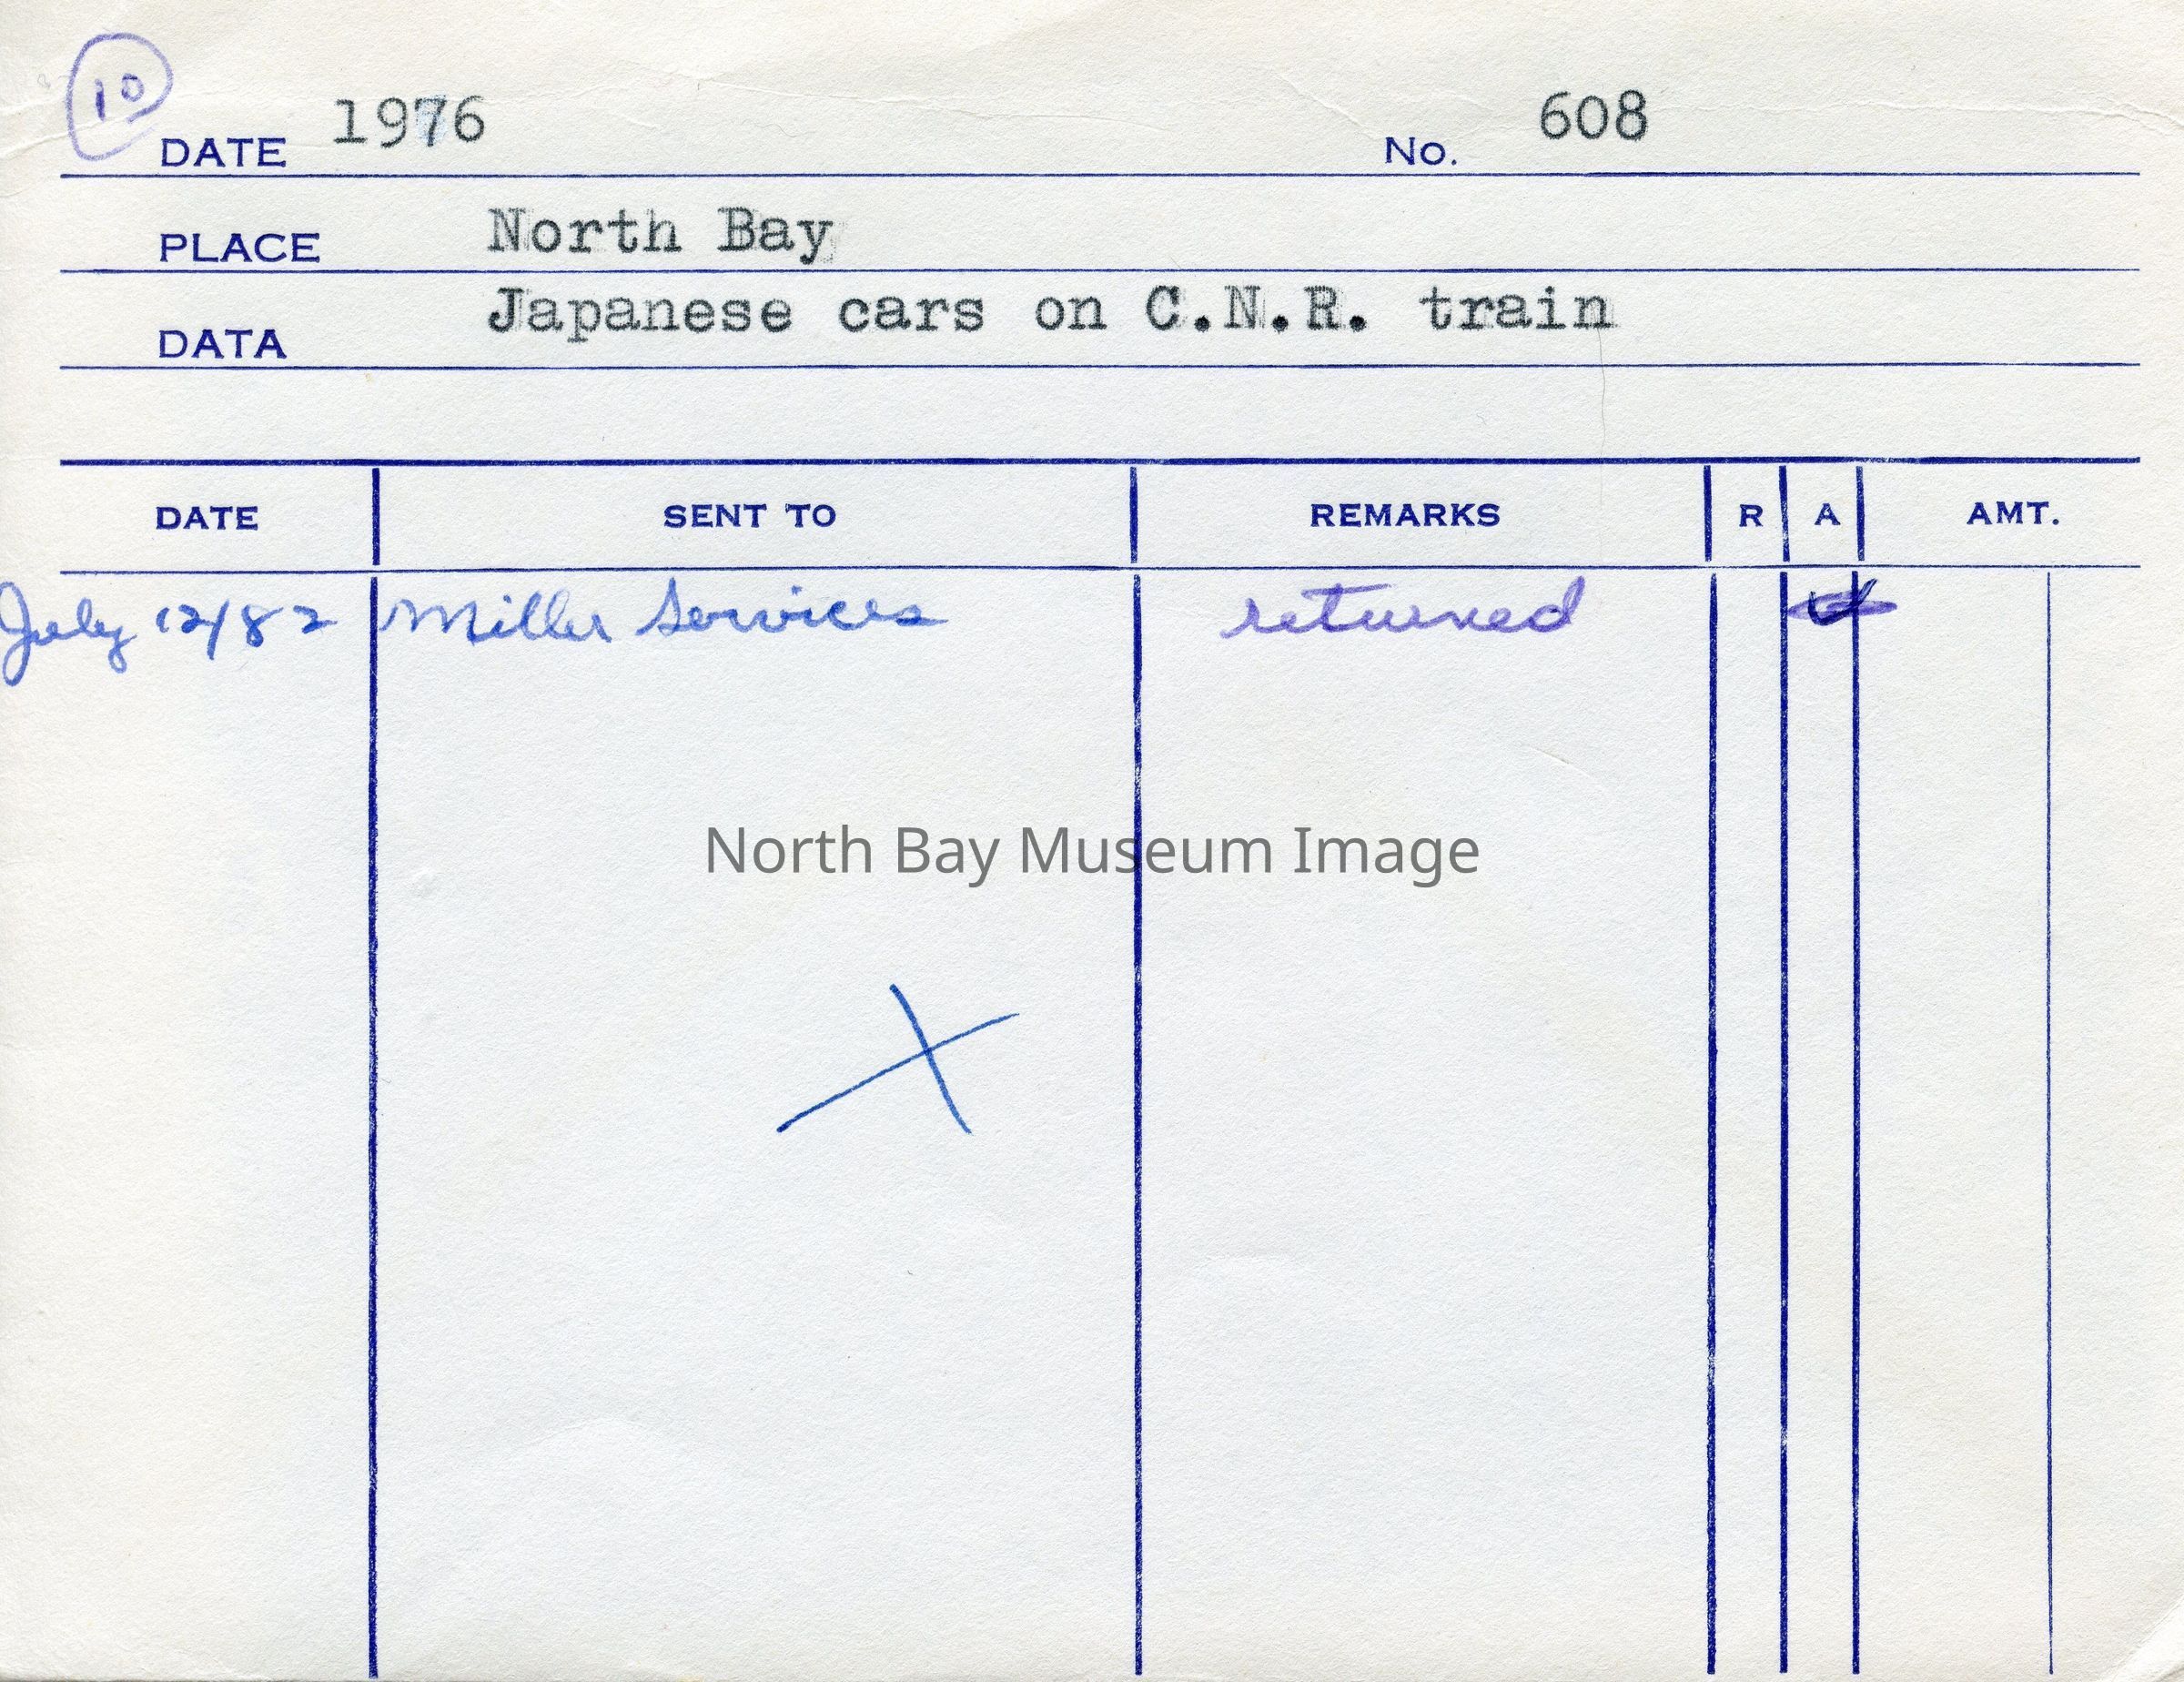 10
DATE 1976 No. 608
PLACE North Bay
DATA Japanese cars on C.N.R. train
DATE SENT TO REMARKS R A AMT.
July 12/82 Miller Services returned
North Bay Museum Image
X